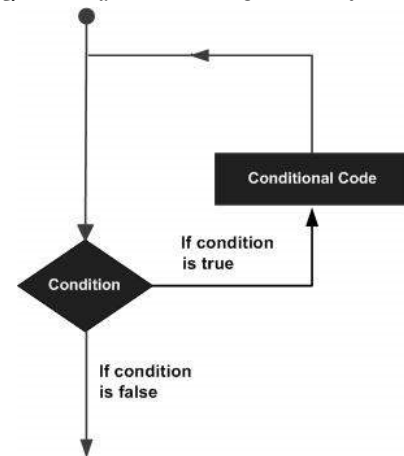 Conditional Code
If condition
is true
Condition
If condition
is false